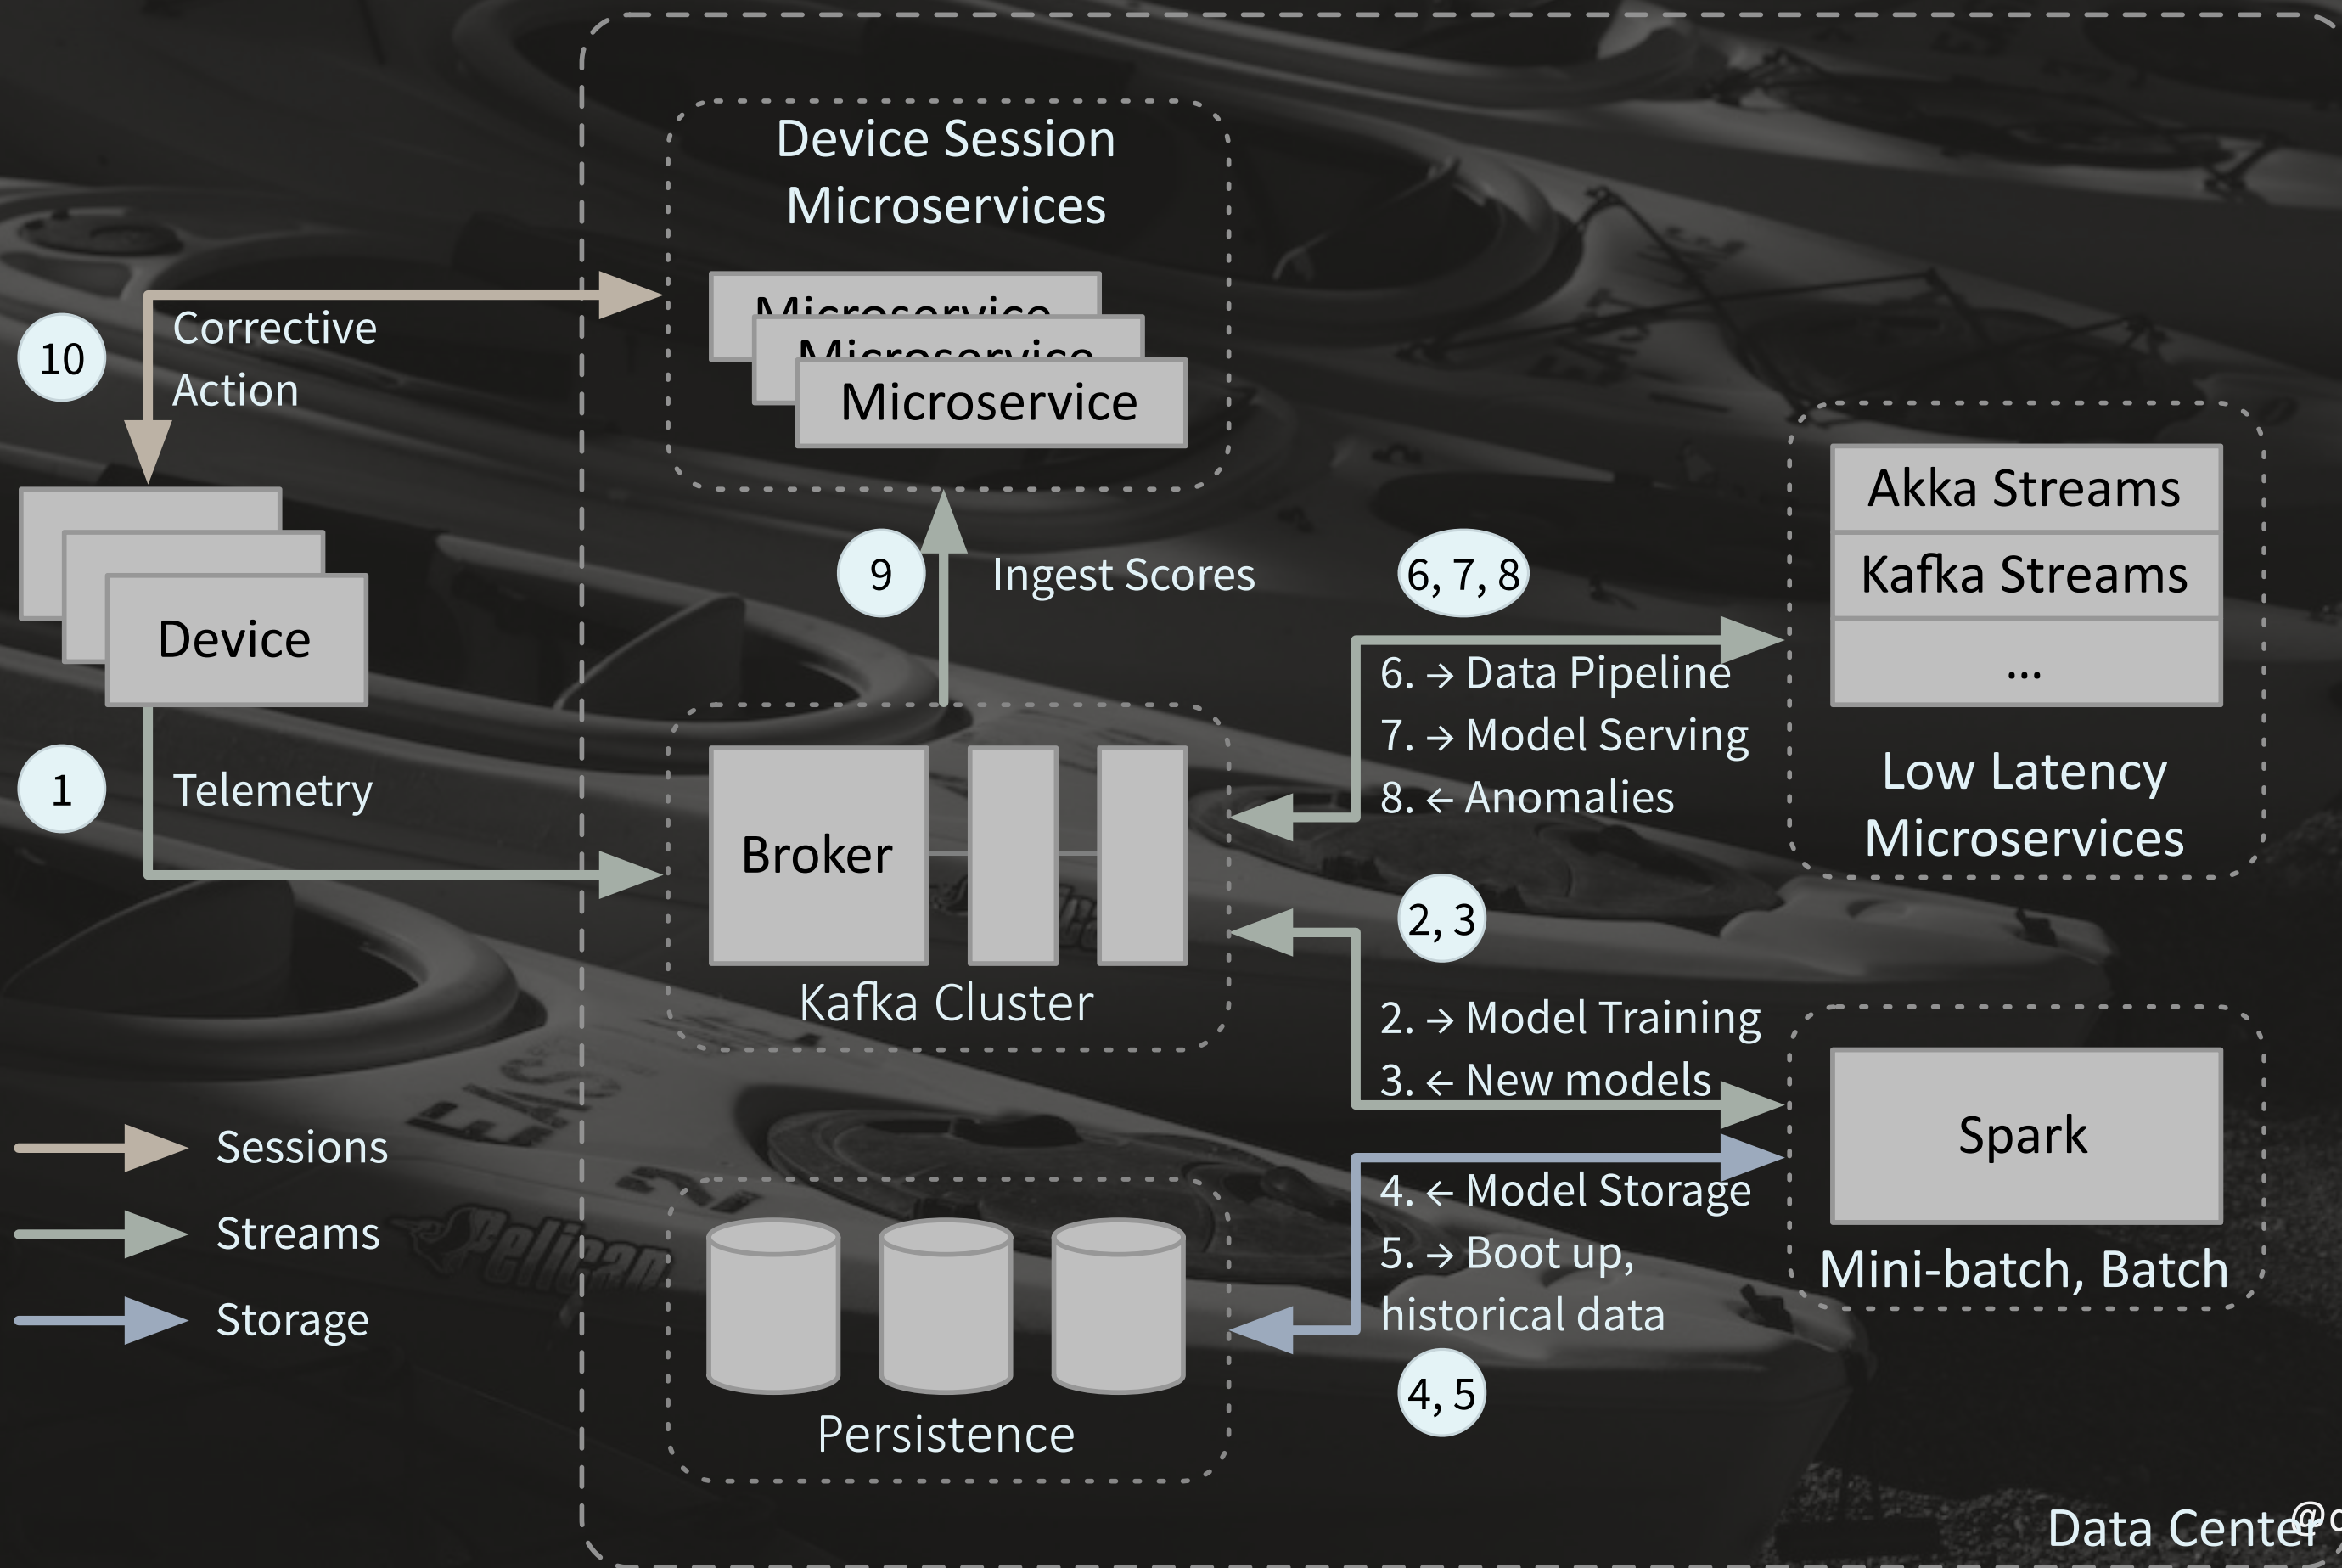 Device Session
Microservices
Microservice
Microservice
Microservice
10
Corrective
Action
Device
1
Telemetry
9
Ingest Scores
6, 7, 8
6. → Data Pipeline
7. → Model Serving
8. ← Anomalies
Akka Streams
Kafka Streams
...
Low Latency
Microservices
Broker
Kafka Cluster
2, 3
2. → Model Training
3. ← New models
Spark
Mini-batch, Batch
4. ← Model Storage
5. → Boot up,
historical data
4, 5
Persistence
Sessions
Streams
Storage
Pelican
Data Center